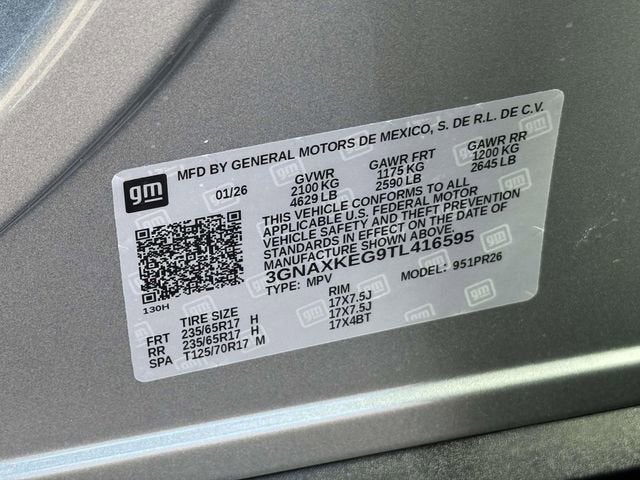 gm
MFD BY GENERAL MOTORS DE MEXICO, S. DE R.L. DE C.V.
01/26 GVWR GAWR FRT GAWR RR
2100 KG 1175 KG 1200 KG
4629 LB 2590 LB 2645 LB
THIS VEHICLE CONFORMS TO ALL
APPLICABLE U.S. FEDERAL MOTOR
VEHICLE SAFETY AND THEFT PREVENTION
STANDARDS IN EFFECT ON THE DATE OF
MANUFACTURE SHOWN ABOVE.
3GNAXKEG9TL416595
TYPE: MPV MODEL: 951PR26
130H
TIRE SIZE RIM
FRT 235/65R17 H 17X7.5J
RR 235/65R17 H 17X7.5J
SPA T125/70R17 M 17X4BT